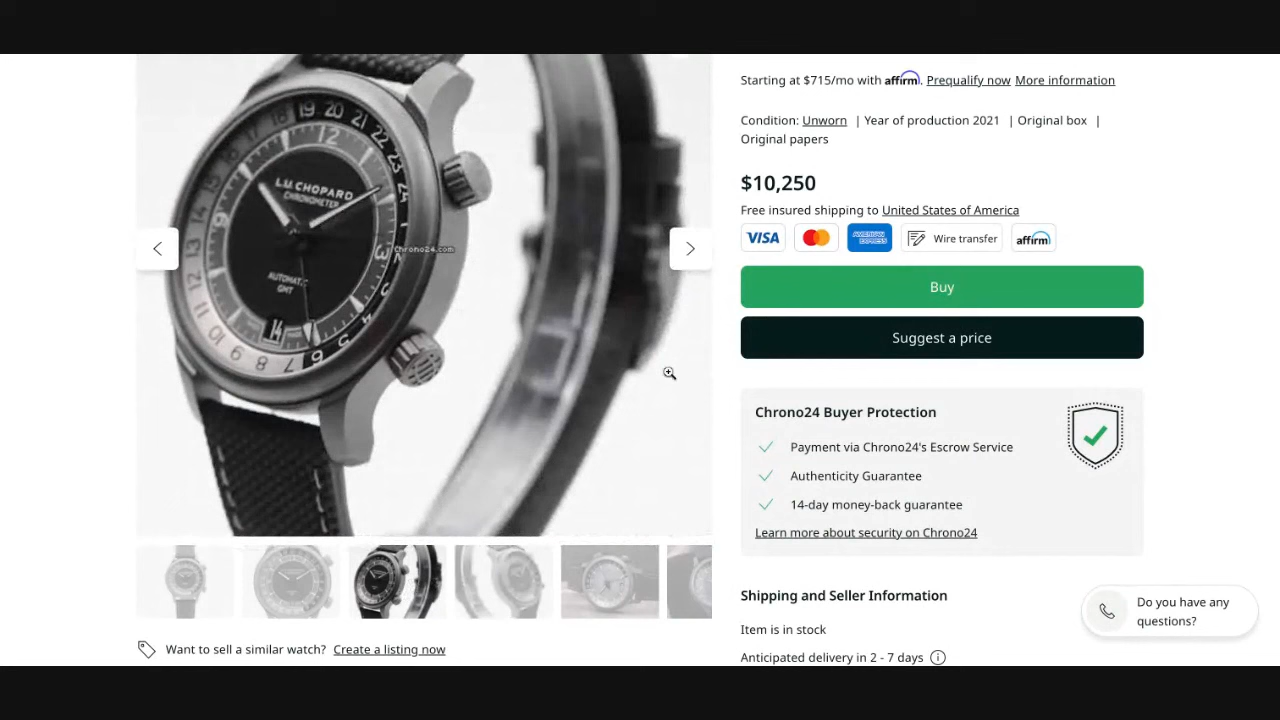 L.U.CHOPARD
CHRONOMETER
AUTOMATIC
GMT
14
Chrono24.com
Starting at $715/mo with affirm. Prequalify now More information
Condition: Unworn | Year of production 2021 | Original box |
Original papers
$10,250
Free insured shipping to United States of America
VISA AMERICAN EXPRESS Wire transfer affirm
Buy
Suggest a price
Chrono24 Buyer Protection
Payment via Chrono24's Escrow Service
Authenticity Guarantee
14-day money-back guarantee
Learn more about security on Chrono24
Shipping and Seller Information
Item is in stock
Anticipated delivery in 2 - 7 days
Do you have any
questions?
Want to sell a similar watch? Create a listing now